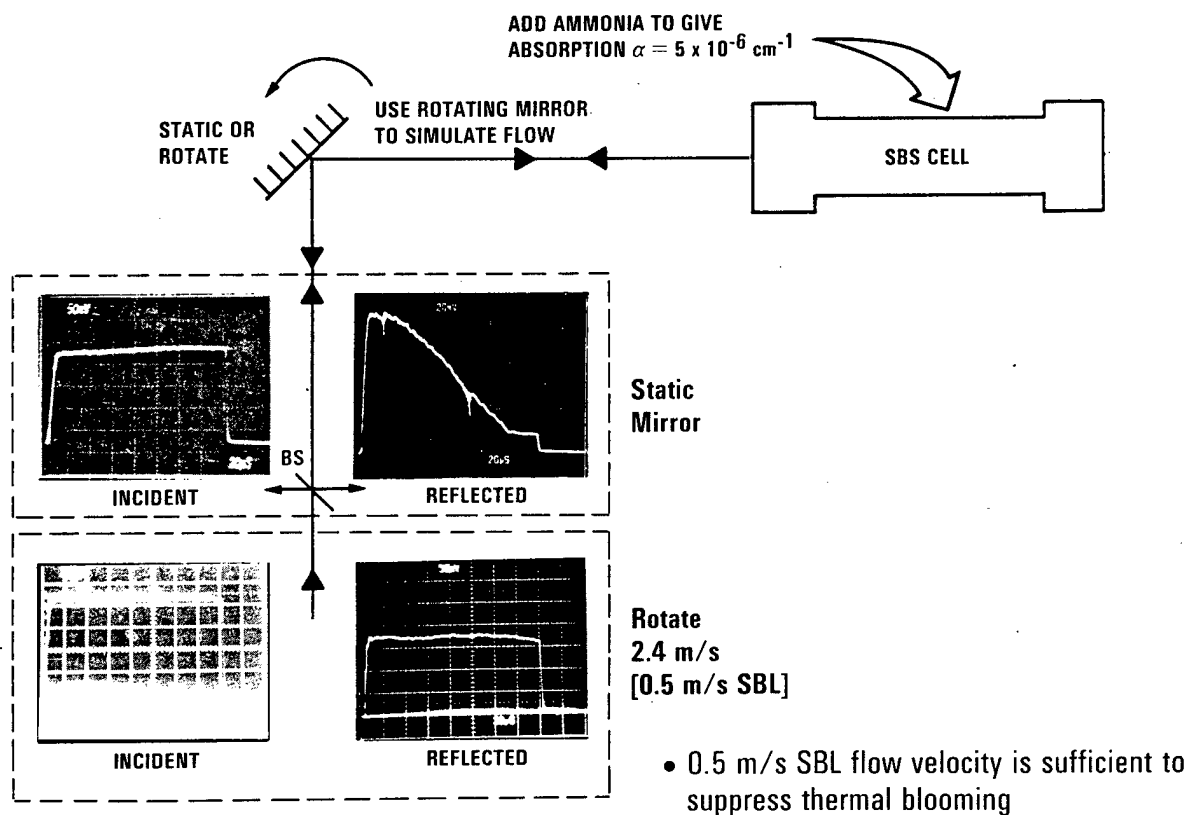 ADD AMMONIA TO GIVE
ABSORPTION α = 5 x 10⁻⁶ cm⁻¹
STATIC OR
ROTATE
USE ROTATING MIRROR
TO SIMULATE FLOW
SBS CELL
20μS
BS
INCIDENT
REFLECTED
Static
Mirror
INCIDENT
REFLECTED
Rotate
2.4 m/s
[0.5 m/s SBL]
• 0.5 m/s SBL flow velocity is sufficient to
suppress thermal blooming